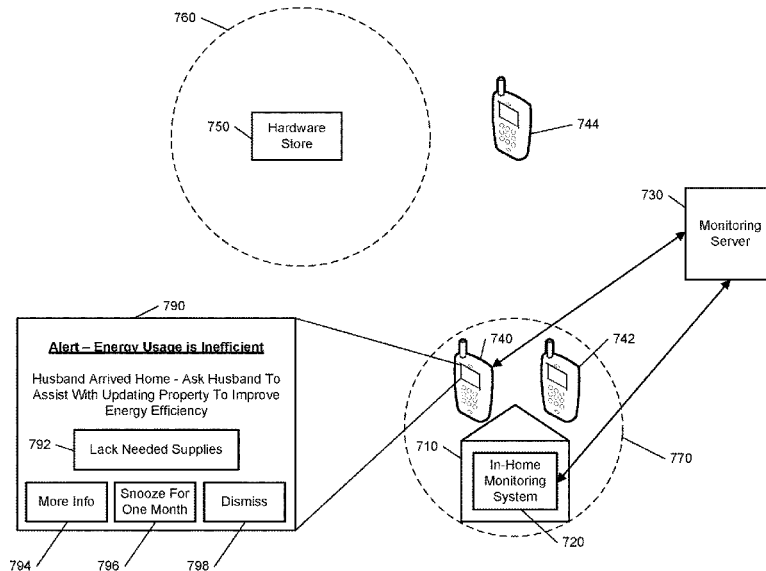 760
750
Hardware
Store
744
730
Monitoring
Server
790
Alert – Energy Usage is Inefficient
Husband Arrived Home - Ask Husband To
Assist With Updating Property To Improve
Energy Efficiency
792
Lack Needed Supplies
More Info
Snooze For
One Month
Dismiss
794
796
798
740
742
710
In-Home
Monitoring
System
770
720